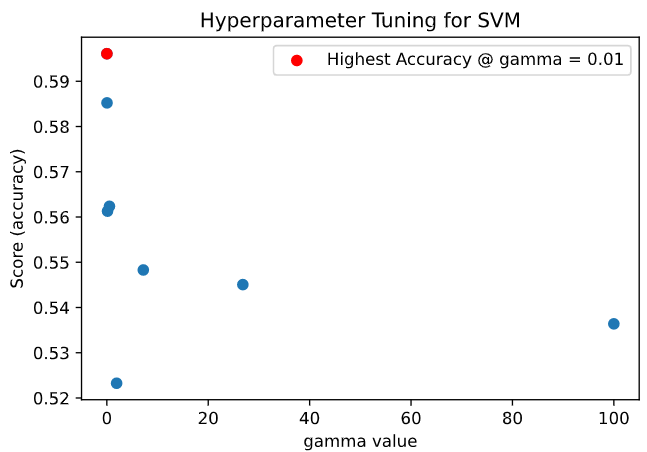 Hyperparameter Tuning for SVM
Highest Accuracy @ gamma = 0.01
Score (accuracy)
0.59
0.58
0.57
0.56
0.55
0.54
0.53
0.52
0 20 40 60 80 100
gamma value